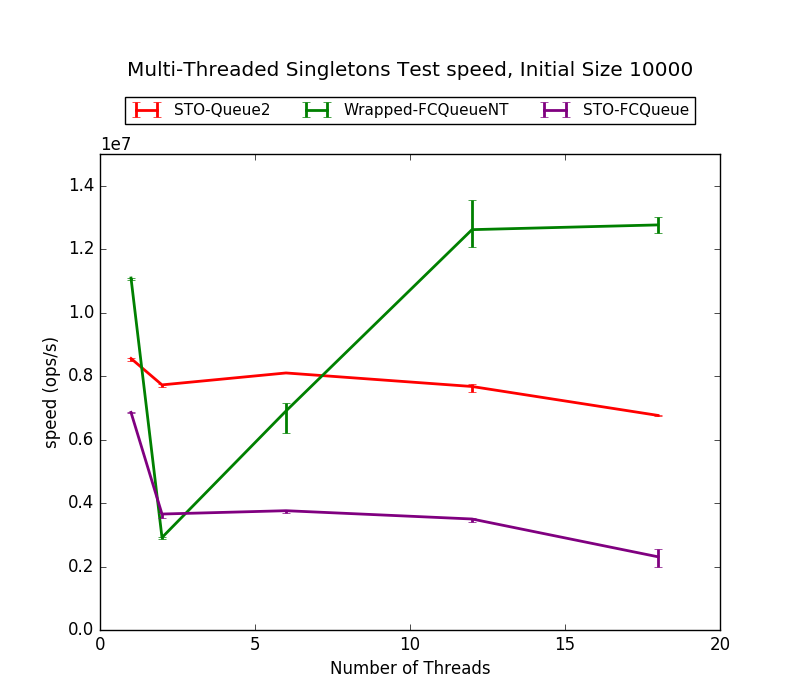 Multi-Threaded Singletons Test speed, Initial Size 10000
STO-Queue2 Wrapped-FCQueueNT STO-FCQueue
1e7
1.4
1.2
1.0
0.8
0.6
0.4
0.2
0.0
speed (ops/s)
0 5 10 15 20
Number of Threads